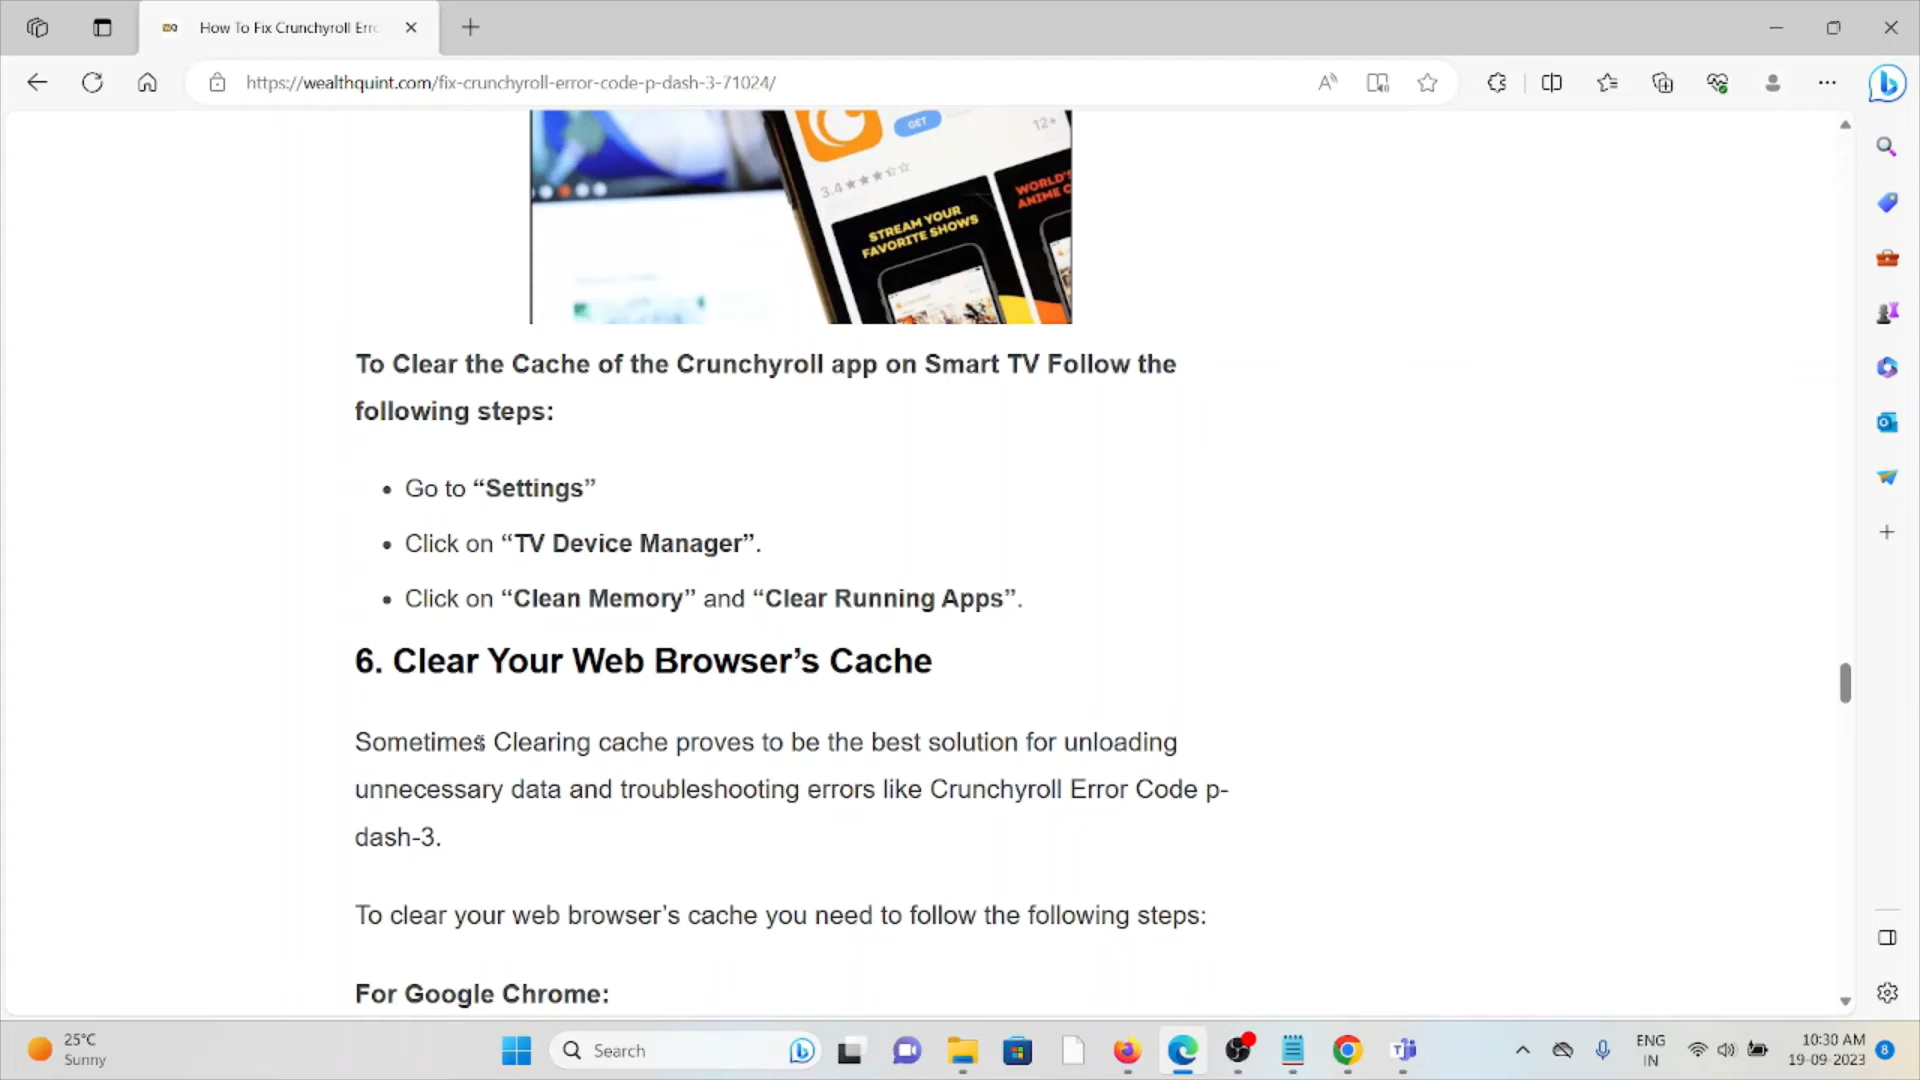 How To Fix Crunchyroll Erro
https://wealthquint.com/fix-crunchyroll-error-code-p-dash-3-71024/
GET
12+
3.4
STREAM YOUR
FAVORITE SHOWS
WORLD'S
ANIME C
To Clear the Cache of the Crunchyroll app on Smart TV Follow the
following steps:
• Go to “Settings”
• Click on “TV Device Manager”.
• Click on “Clean Memory” and “Clear Running Apps”.
6. Clear Your Web Browser’s Cache
Sometimes Clearing cache proves to be the best solution for unloading
unnecessary data and troubleshooting errors like Crunchyroll Error Code p-
dash-3.
To clear your web browser’s cache you need to follow the following steps:
For Google Chrome:
25°C
Sunny
Search
ENG
IN
10:30 AM
19-09-2023
8